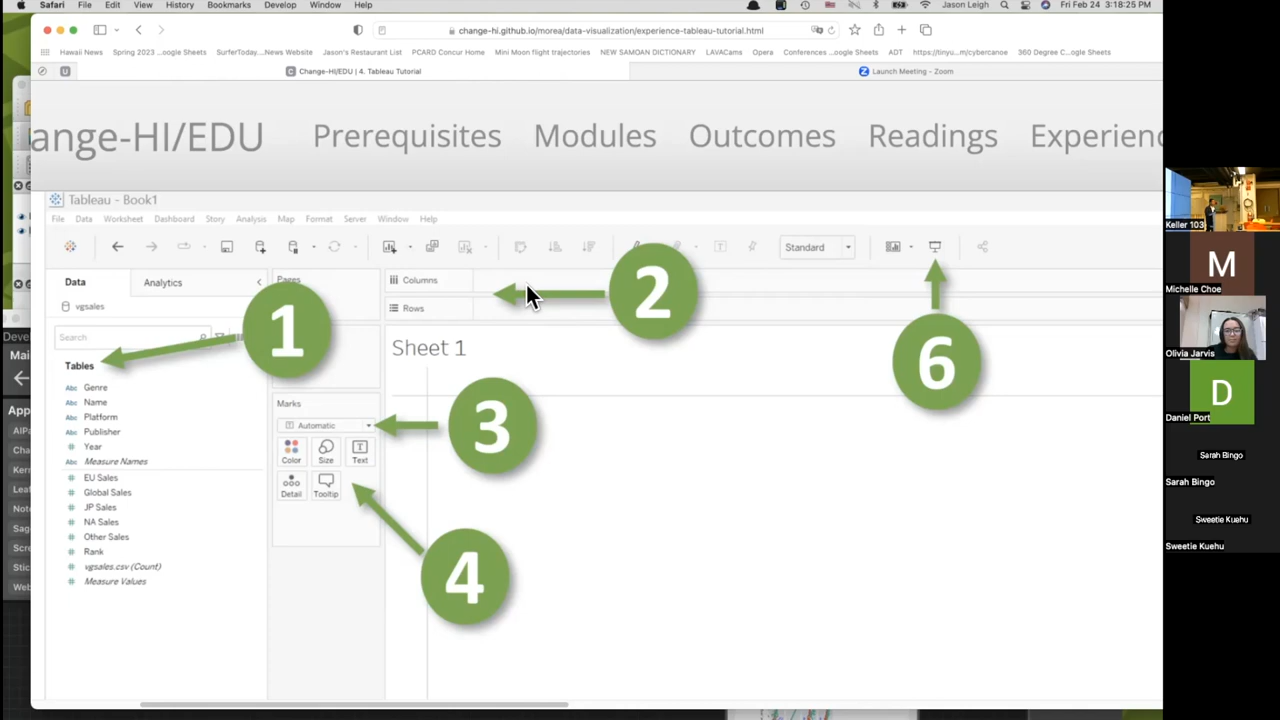 Safari File Edit View History Bookmarks Develop Window Help Jason Leigh Fri Feb 24 3:18:25 PM
change-hi.github.io/morea/data-visualization/experience-tableau-tutorial.html
Hawaii News Spring 2023 ...oogle Sheets SurferToday....News Website Jason's Restaurant List PCARD Concur Home Mini Moon flight trajectories NEW SAMOAN DICTIONARY LAVACams Opera Conferences ...oogle Sheets ADT https://tinyu...m/cybercanoe 360 Degree C...ogle Sheets
U C Change-HI/EDU | 4. Tableau Tutorial Launch Meeting - Zoom
ange-HI/EDU Prerequisites Modules Outcomes Readings Experienc
Tableau - Book1
File Data Worksheet Dashboard Story Analysis Map Format Server Window Help
Standard
Data Analytics Pages Columns
vgsales Rows
Search
1
2
3
4
6
Sheet 1
Tables
Genre
Name
Platform
Publisher
Year
Measure Names
EU Sales
Global Sales
JP Sales
NA Sales
Other Sales
Rank
vgsales.csv (Count)
Measure Values
Marks
Automatic
Color Size Text
Detail Tooltip
Keller 103
M
Michelle Choe
Olivia Jarvis
D
Daniel Port
Sarah Bingo
Sarah Bingo
Sweetie Kuehu
Sweetie Kuehu